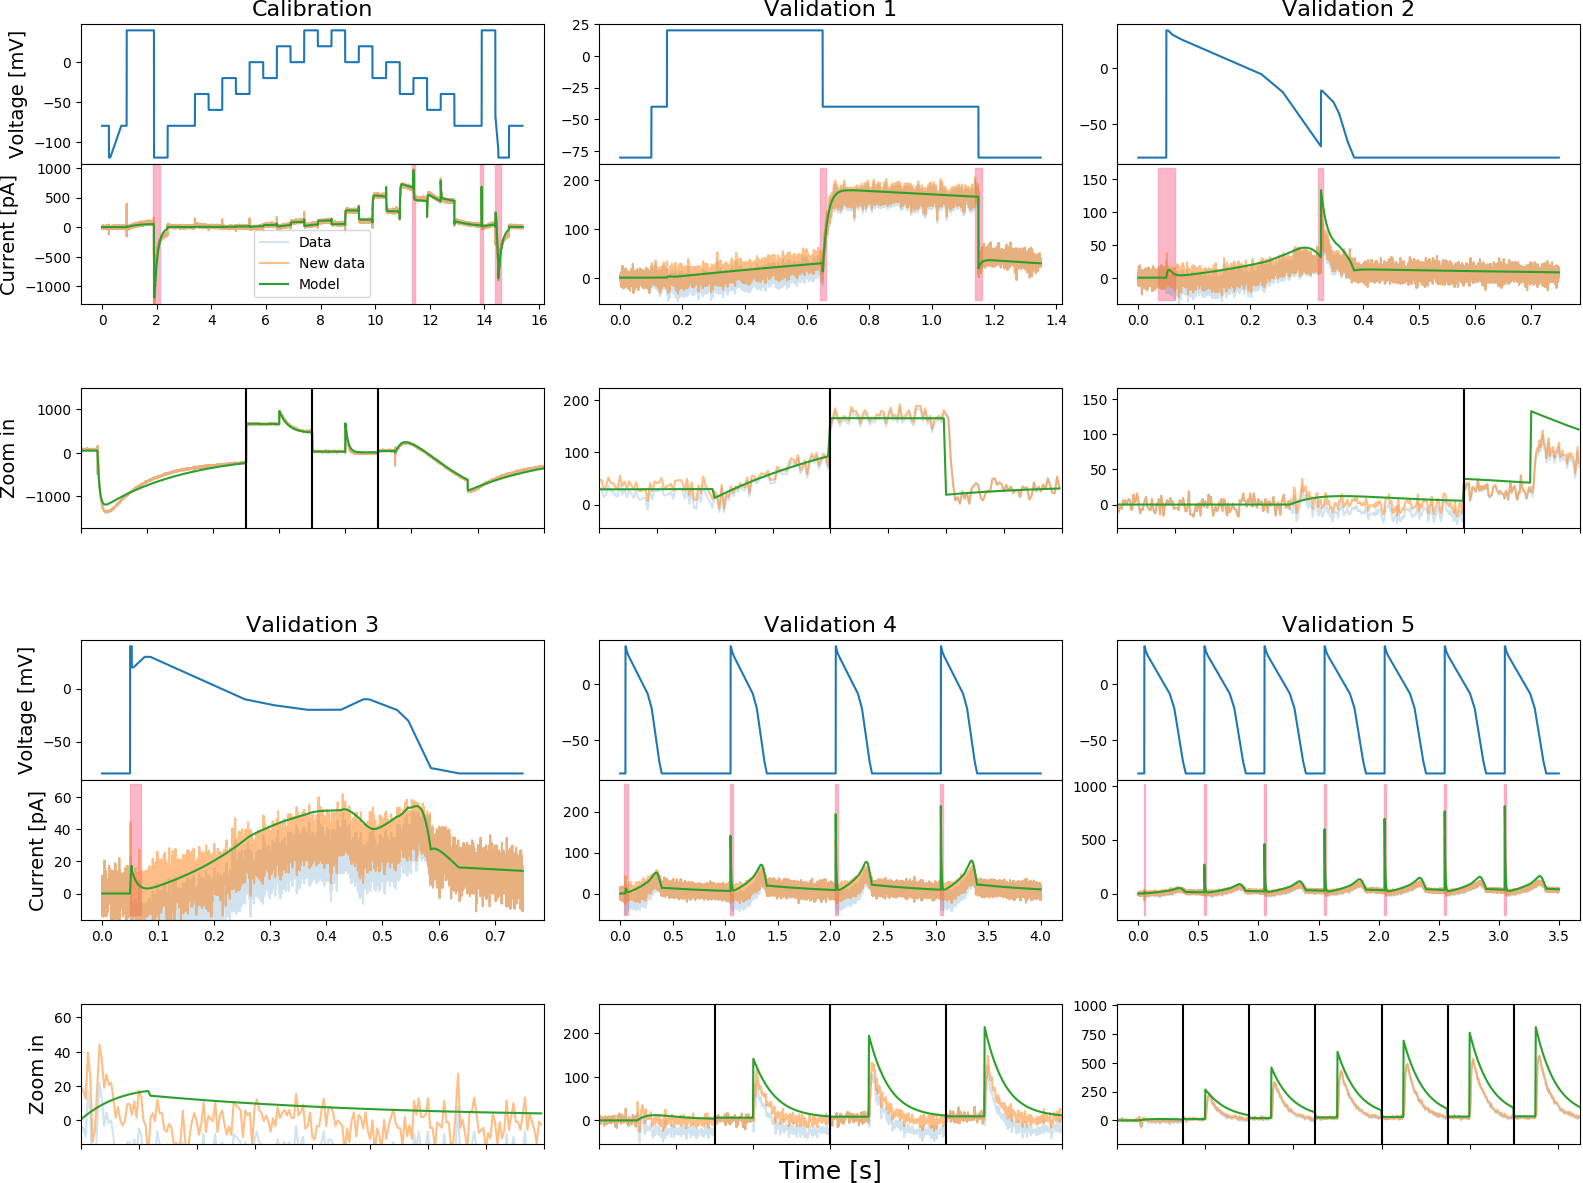 Calibration
Validation 1
Validation 2
Voltage [mV]
0
−50
−100
25
0
−25
−50
−75
0
−50
Current [pA]
1000
500
0
−500
−1000
Data
New data
Model
200
100
0
150
100
50
0
0 2 4 6 8 10 12 14 16
0.0 0.2 0.4 0.6 0.8 1.0 1.2 1.4
0.0 0.1 0.2 0.3 0.4 0.5 0.6 0.7
Zoom in
1000
0
−1000
200
100
0
150
100
50
0
Validation 3
Validation 4
Validation 5
Voltage [mV]
0
−50
0
−50
0
−50
Current [pA]
60
40
20
0
200
100
0
1000
500
0
0.0 0.1 0.2 0.3 0.4 0.5 0.6 0.7
0.0 0.5 1.0 1.5 2.0 2.5 3.0 3.5 4.0
0.0 0.5 1.0 1.5 2.0 2.5 3.0 3.5
Zoom in
60
40
20
0
200
100
0
1000
750
500
250
0
Time [s]